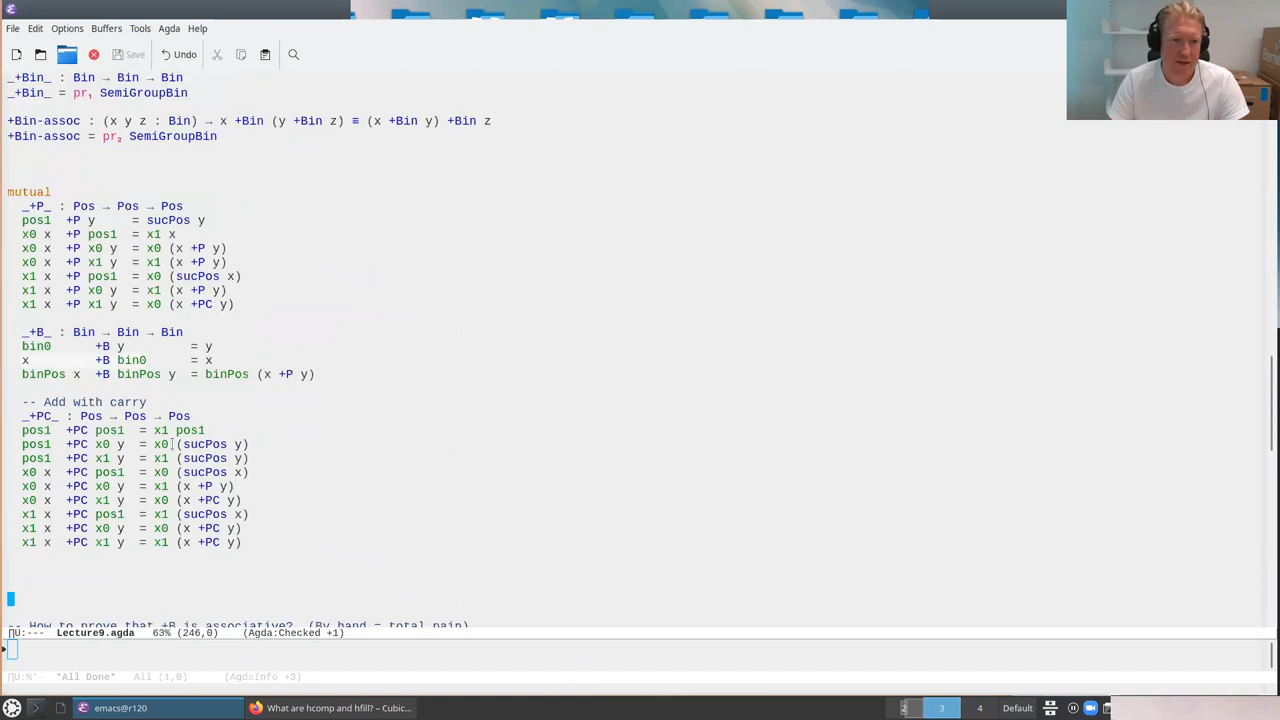 File Edit Options Buffers Tools Agda Help
Save Undo
_+Bin_ : Bin → Bin → Bin
_+Bin_ = pr₁ SemiGroupBin
+Bin-assoc : (x y z : Bin) → x +Bin (y +Bin z) ≡ (x +Bin y) +Bin z
+Bin-assoc = pr₂ SemiGroupBin
mutual
_+P_ : Pos → Pos → Pos
pos1 +P y = sucPos y
x0 x +P pos1 = x1 x
x0 x +P x0 y = x0 (x +P y)
x0 x +P x1 y = x1 (x +P y)
x1 x +P pos1 = x0 (sucPos x)
x1 x +P x0 y = x1 (x +P y)
x1 x +P x1 y = x0 (x +PC y)
_+B_ : Bin → Bin → Bin
bin0 +B y = y
x +B bin0 = x
binPos x +B binPos y = binPos (x +P y)
-- Add with carry
_+PC_ : Pos → Pos → Pos
pos1 +PC pos1 = x1 pos1
pos1 +PC x0 y = x0 (sucPos y)
pos1 +PC x1 y = x1 (sucPos y)
x0 x +PC pos1 = x0 (sucPos x)
x0 x +PC x0 y = x1 (x +P y)
x0 x +PC x1 y = x0 (x +PC y)
x1 x +PC pos1 = x1 (sucPos x)
x1 x +PC x0 y = x0 (x +PC y)
x1 x +PC x1 y = x1 (x +PC y)
-- How to prove that +B is associative? (By hand = total pain)
∏U:--- Lecture9.agda 63% (246,0) (Agda:Checked +1)
∏U:%*- *All Done* All (1,0) (AgdaInfo +3)
emacs@r120 What are hcomp and hfill? – Cubic... 2 3 4 Default